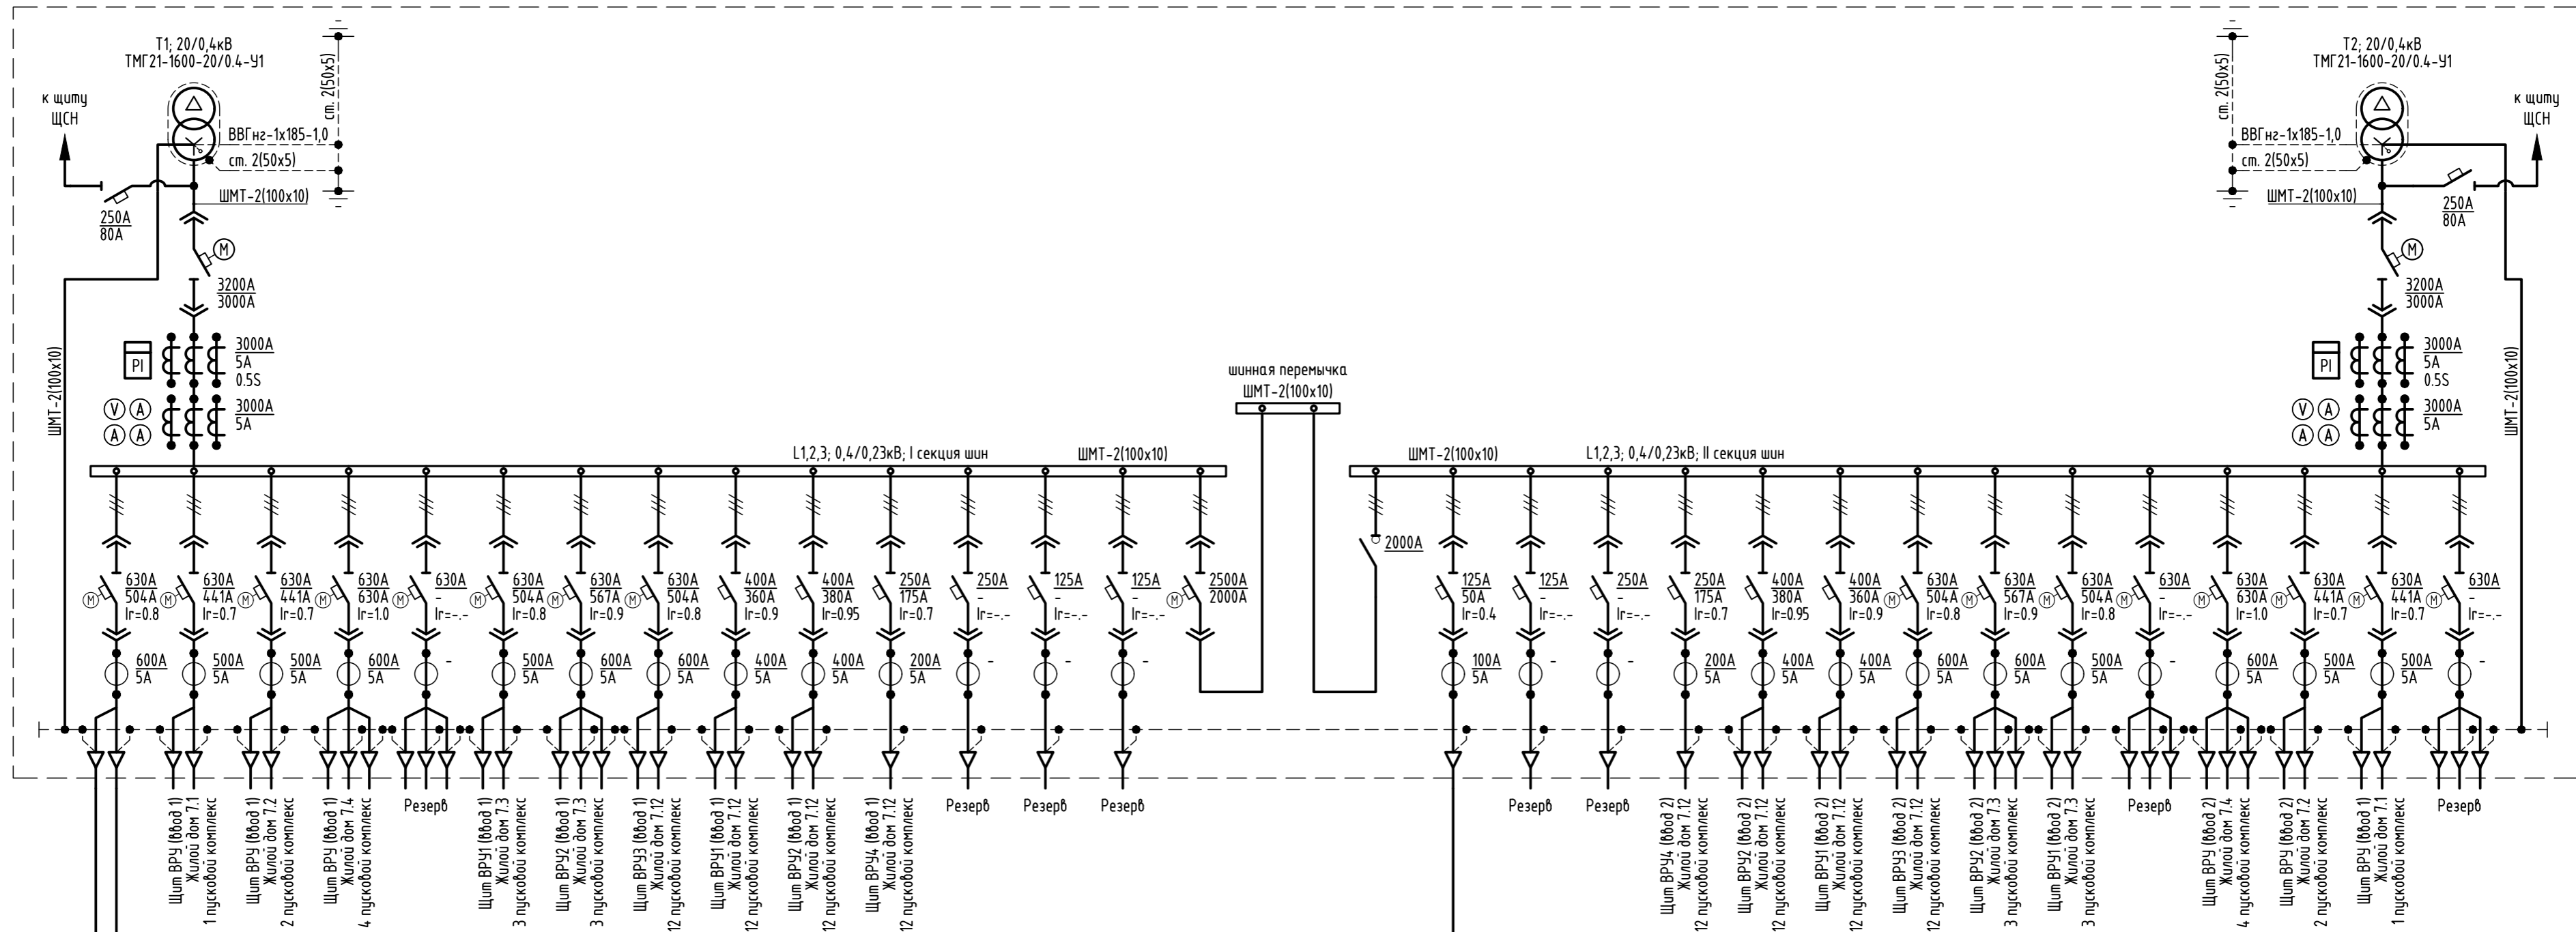 Т1; 20/0,4кВ
ТМГ21-1600-20/0.4-У1
ст. 2(50х5)
к щиту
ЩСН
ВВГнг-1х185-1,0
ст. 2(50х5)
ШМТ-2(100х10)
250А
80А
М
3200А
3000А
ШМТ-2(100х10)
PI
3000А
5А
0.5S
V A
A A
3000А
5А
Т2; 20/0,4кВ
ТМГ21-1600-20/0.4-У1
ст. 2(50х5)
к щиту
ЩСН
ВВГнг-1х185-1,0
ст. 2(50х5)
ШМТ-2(100х10)
250А
80А
М
3200А
3000А
ШМТ-2(100х10)
PI
3000А
5А
0.5S
V A
A A
3000А
5А
шинная перемычка
ШМТ-2(100х10)
L1,2,3; 0,4/0,23кВ; I секция шин
ШМТ-2(100х10)
ШМТ-2(100х10)
L1,2,3; 0,4/0,23кВ; II секция шин
М 630А 504А Ir=0.8
М 630А 441А Ir=0.7
М 630А 441А Ir=0.7
М 630А 630А Ir=1.0
630А - Ir=-.-
М 630А 504А Ir=0.8
М 630А 567А Ir=0.9
М 630А 504А Ir=0.8
400А 360А Ir=0.9
400А 380А Ir=0.95
250А 175А Ir=0.7
250А - Ir=-.-
125А - Ir=-.-
125А - Ir=-.-
М 2500А 2000А
2000А
125А 50А Ir=0.4
125А - Ir=-.-
250А - Ir=-.-
250А 175А Ir=0.7
400А 380А Ir=0.95
400А 360А Ir=0.9
М 630А 504А Ir=0.8
М 630А 567А Ir=0.9
М 630А 504А Ir=0.8
630А - Ir=-.-
М 630А 630А Ir=1.0
М 630А 441А Ir=0.7
М 630А 441А Ir=0.7
М 630А - Ir=-.-
600А 5А
500А 5А
500А 5А
600А 5А
-
500А 5А
600А 5А
600А 5А
400А 5А
400А 5А
200А 5А
-
-
-
100А 5А
-
-
200А 5А
400А 5А
400А 5А
600А 5А
600А 5А
500А 5А
-
600А 5А
500А 5А
500А 5А
-
Щит ВРУ (ввод 1)
Жилой дом 7.1
1 пусковой комплекс
Щит ВРУ (ввод 1)
Жилой дом 7.2
2 пусковой комплекс
Щит ВРУ (ввод 1)
Жилой дом 7.4
4 пусковой комплекс
Резерв
Щит ВРУ1 (ввод 1)
Жилой дом 7.3
3 пусковой комплекс
Щит ВРУ2 (ввод 1)
Жилой дом 7.3
3 пусковой комплекс
Щит ВРУ3 (ввод 1)
Жилой дом 7.12
12 пусковой комплекс
Щит ВРУ1 (ввод 1)
Жилой дом 7.12
12 пусковой комплекс
Щит ВРУ2 (ввод 1)
Жилой дом 7.12
12 пусковой комплекс
Щит ВРУ4 (ввод 1)
Жилой дом 7.12
12 пусковой комплекс
Резерв
Резерв
Резерв
Резерв
Резерв
Щит ВРУ4 (ввод 2)
Жилой дом 7.12
12 пусковой комплекс
Щит ВРУ2 (ввод 2)
Жилой дом 7.12
12 пусковой комплекс
Щит ВРУ1 (ввод 2)
Жилой дом 7.12
12 пусковой комплекс
Щит ВРУ3 (ввод 2)
Жилой дом 7.12
12 пусковой комплекс
Щит ВРУ2 (ввод 2)
Жилой дом 7.3
3 пусковой комплекс
Щит ВРУ1 (ввод 2)
Жилой дом 7.3
3 пусковой комплекс
Резерв
Щит ВРУ (ввод 2)
Жилой дом 7.4
4 пусковой комплекс
Щит ВРУ (ввод 2)
Жилой дом 7.2
2 пусковой комплекс
Щит ВРУ (ввод 1)
Жилой дом 7.1
1 пусковой комплекс
Резерв